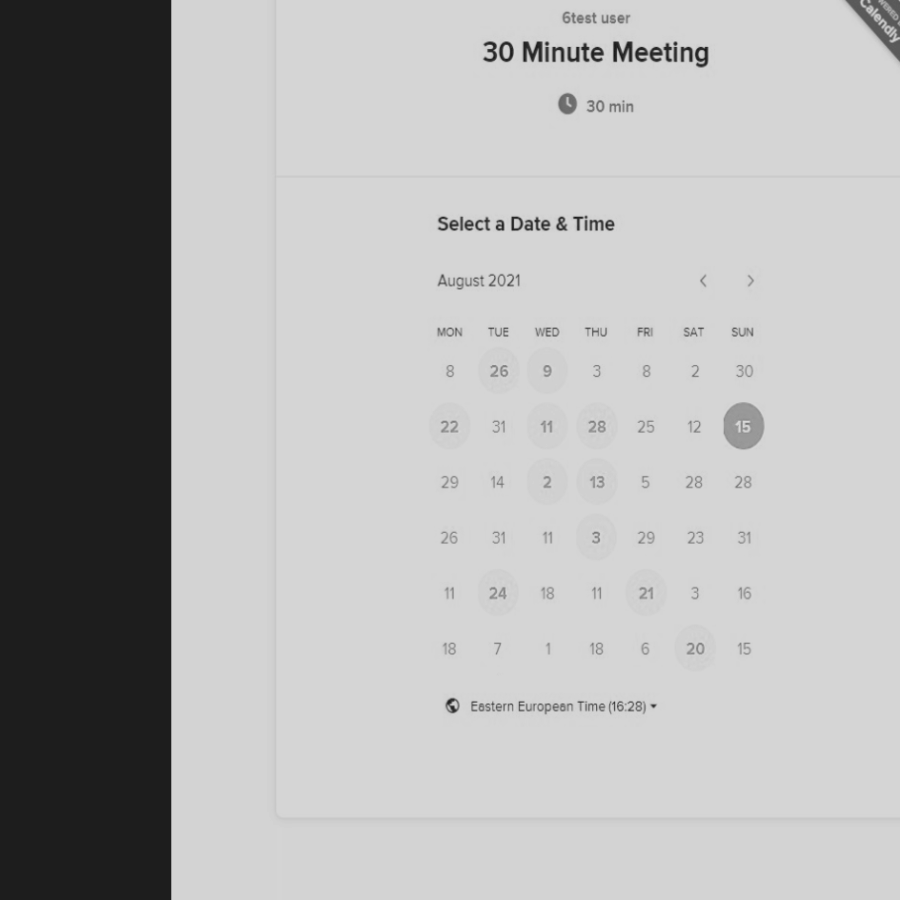 6test user
30 Minute Meeting
30 min
Calendly
Select a Date & Time
August 2021
MON TUE WED THU FRI SAT SUN
8 26 9 3 8 2 30
22 31 11 28 25 12 15
29 14 2 13 5 28 28
26 31 11 3 29 23 31
11 24 18 11 21 3 16
18 7 1 18 6 20 15
Eastern European Time (16:28)